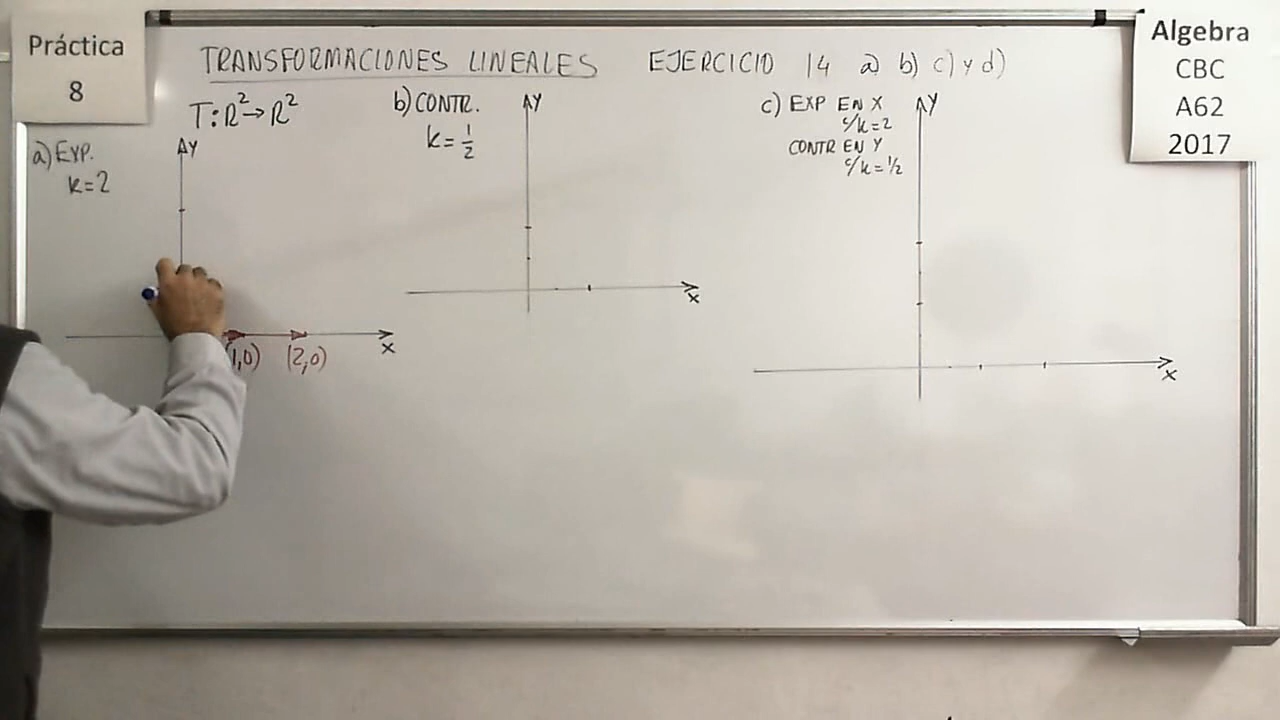 Práctica
8
TRANSFORMACIONES LINEALES EJERCICIO 14 a) b) c) y d)
Algebra
CBC
A62
2017
T: R² → R²
a) EXP.
k=2
y
x
(1,0) (2,0)
b) CONTR.
k = 1/2
y
x
c) EXP EN X
c/k=2
CONTR EN Y
c/k=1/2
y
x